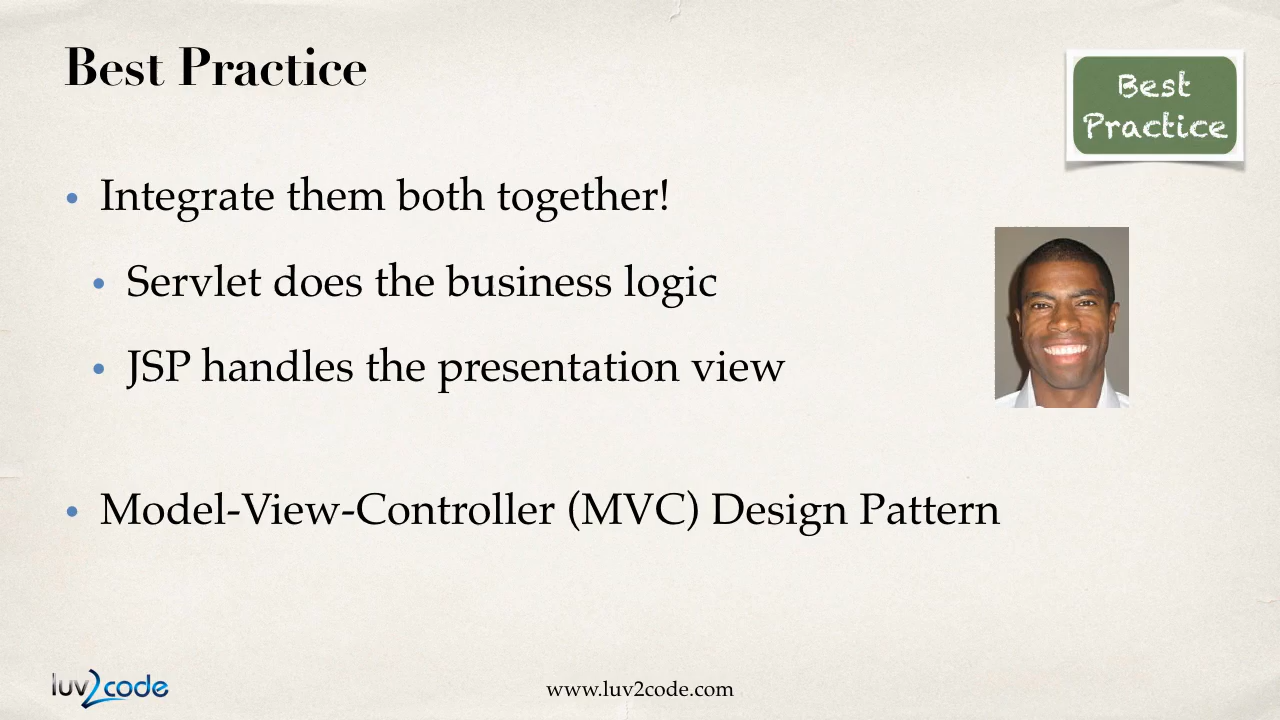 Best Practice
Best
Practice
• Integrate them both together!
• Servlet does the business logic
• JSP handles the presentation view
• Model-View-Controller (MVC) Design Pattern
luv2code
www.luv2code.com